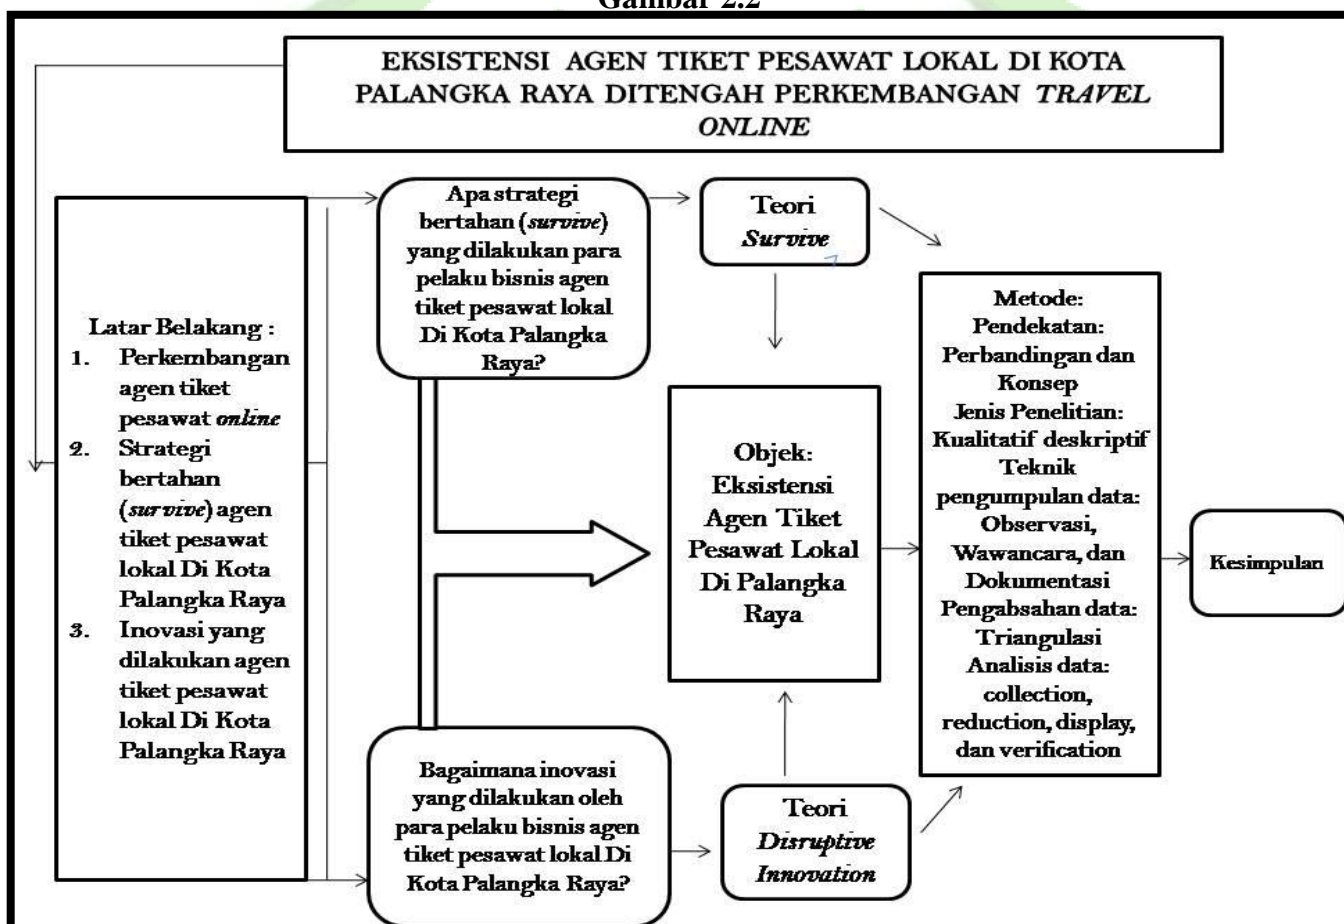 Gambar 2.2
EKSISTENSI AGEN TIKET PESAWAT LOKAL DI KOTA
PALANGKA RAYA DITENGAH PERKEMBANGAN TRAVEL
ONLINE
Latar Belakang :
1. Perkembangan
agen tiket
pesawat online
2. Strategi
bertahan
(survive) agen
tiket pesawat
lokal Di Kota
Palangka Raya
3. Inovasi yang
dilakukan agen
tiket pesawat
lokal Di Kota
Palangka Raya
Apa strategi
bertahan (survive)
yang dilakukan para
pelaku bisnis agen
tiket pesawat lokal
Di Kota Palangka
Raya?
Bagaimana inovasi
yang dilakukan oleh
para pelaku bisnis agen
tiket pesawat lokal Di
Kota Palangka Raya?
Teori
Survive
Objek:
Eksistensi
Agen Tiket
Pesawat Lokal
Di Palangka
Raya
Teori
Disruptive
Innovation
Metode:
Pendekatan:
Perbandingan dan
Konsep
Jenis Penelitian:
Kualitatif deskriptif
Teknik
pengumpulan data:
Observasi,
Wawancara, dan
Dokumentasi
Pengabsahan data:
Triangulasi
Analisis data:
collection,
reduction, display,
dan verification
Kesimpulan